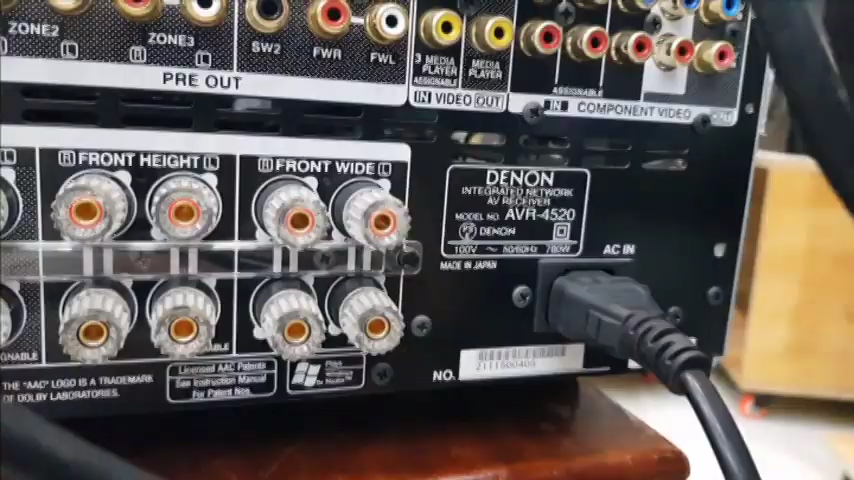 ZONE2
L
R
ZONE3
L
SW2
FWR
FWL
PRE OUT
3 MEDIA
PLAYER
ASSIGNABLE
MEDIA
PLAYER
IN VIDEO OUT
ASSIGNABLE
IN COMPONENT VIDEO
L
R FRONT HEIGHT L
R FRONT WIDE L
DENON
INTEGRATED NETWORK
AV RECEIVER
MODEL NO. AVR-4520
DENON
100V ~ 50/60Hz 780W
MADE IN JAPAN
AC IN
THE "AAC" LOGO IS A TRADEMARK
OF DOLBY LABORATORIES.
Licensed AAC Patents
See Instruction Manual
For Patent Nos.
NO.
2111500405